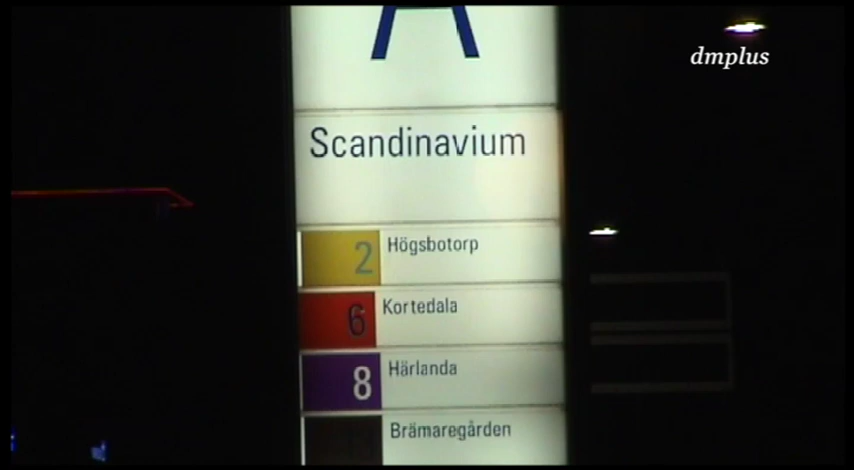 A
dmplus
Scandinavium
2 Högsbotorp
6 Kortedala
8 Härlanda
Brämaregården